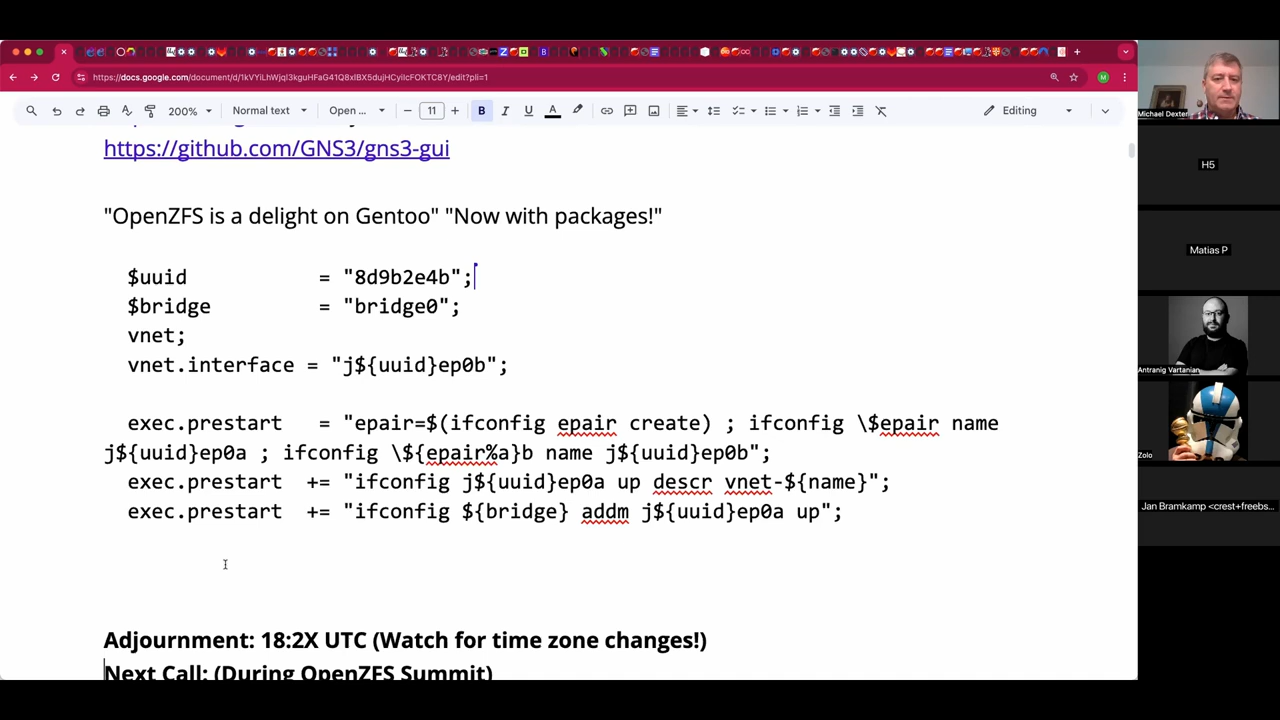 https://docs.google.com/document/d/1kVYiLhWjqI3kguHFaG41Q8xIBX5dujHCyiIcFOKTC8Y/edit?pli=1
200%
Normal text
Open ...
11
B
I
U
A
Editing
https://github.com/GNS3/gns3-gui
"OpenZFS is a delight on Gentoo" "Now with packages!"
$uuid = "8d9b2e4b";
$bridge = "bridge0";
vnet;
vnet.interface = "j${uuid}ep0b";
exec.prestart = "epair=$(ifconfig epair create) ; ifconfig \$epair name
j${uuid}ep0a ; ifconfig \${epair%a}b name j${uuid}ep0b";
exec.prestart += "ifconfig j${uuid}ep0a up descr vnet-${name}";
exec.prestart += "ifconfig ${bridge} addm j${uuid}ep0a up";
Adjournment: 18:2X UTC (Watch for time zone changes!)
Next Call: (During OpenZFS Summit)
Michael Dexter
H5
Matias P
Antranig Vartanian
Zolo
Jan Bramkamp <crest+freebs...